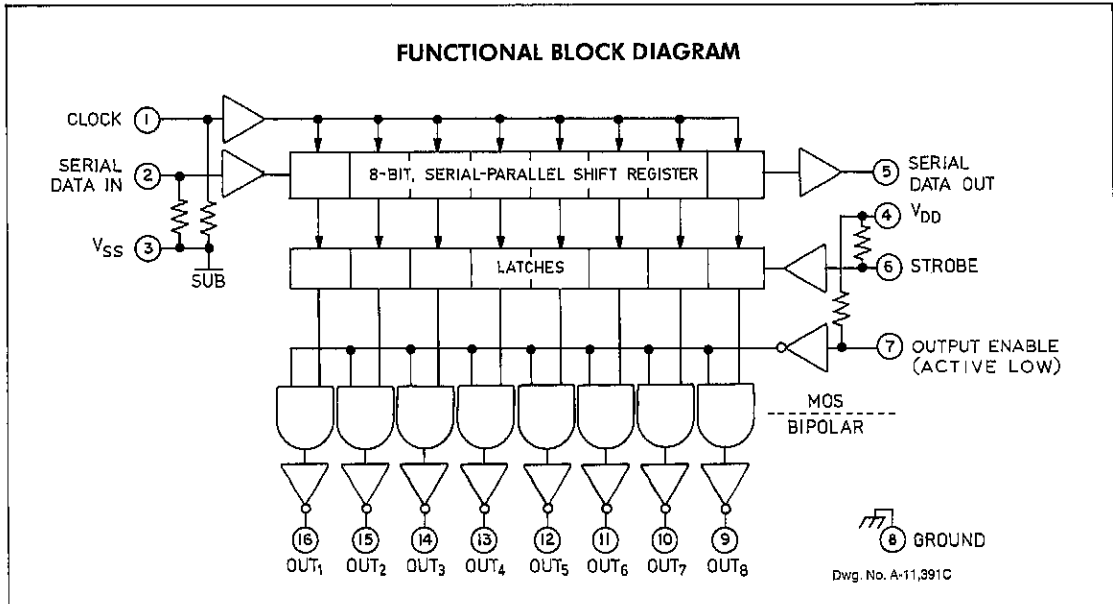 FUNCTIONAL BLOCK DIAGRAM
CLOCK 1
SERIAL
DATA IN 2
8-BIT, SERIAL-PARALLEL SHIFT REGISTER
5 SERIAL
DATA OUT
4 VDD
VSS 3
SUB
LATCHES
6 STROBE
7 OUTPUT ENABLE
(ACTIVE LOW)
MOS
BIPOLAR
16 15 14 13 12 11 10 9
OUT1 OUT2 OUT3 OUT4 OUT5 OUT6 OUT7 OUT8
8 GROUND
Dwg. No. A-11,391C